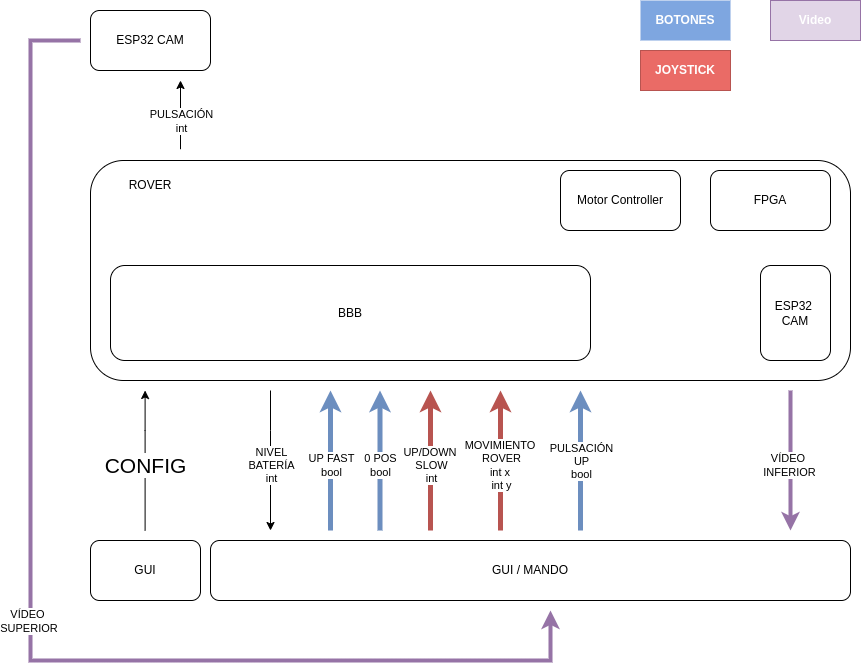 ESP32 CAM
BOTONES
Video
JOYSTICK
PULSACIÓN
int
ROVER
Motor Controller
FPGA
BBB
ESP32
CAM
CONFIG
NIVEL
BATERÍA
int
UP FAST
bool
0 POS
bool
UP/DOWN
SLOW
int
MOVIMIENTO
ROVER
int x
int y
PULSACIÓN
UP
bool
VÍDEO
INFERIOR
GUI
GUI / MANDO
VÍDEO
SUPERIOR